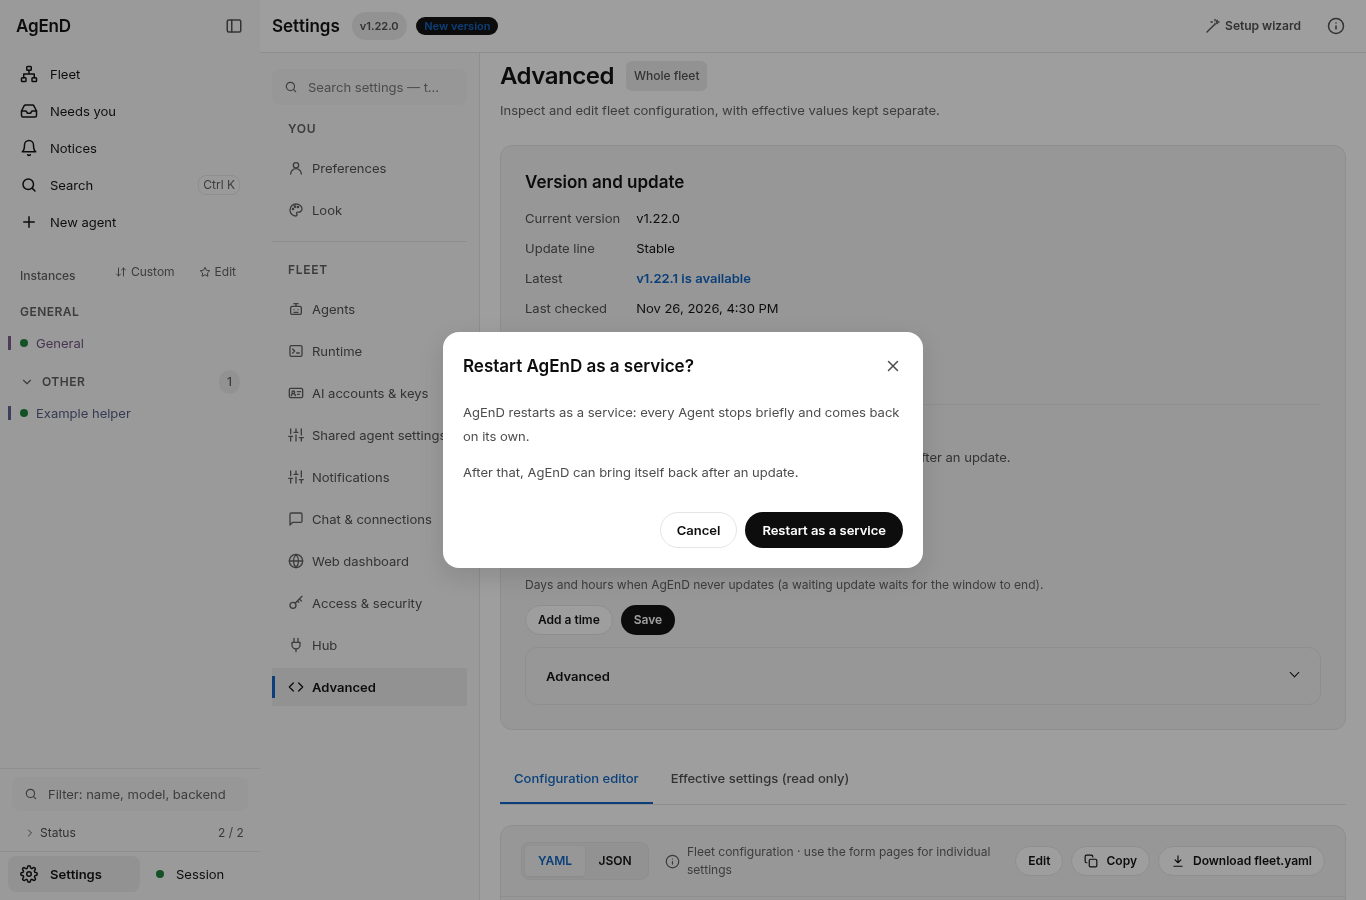 AgEnD
Fleet
Needs you
Notices
Search
Ctrl K
New agent
Instances
Custom
Edit
GENERAL
General
OTHER
1
Example helper
Filter: name, model, backend
Status
2 / 2
Settings
Session
Settings
v1.22.0
New version
Setup wizard
Search settings — t...
YOU
Preferences
Look
FLEET
Agents
Runtime
AI accounts & keys
Shared agent settings
Notifications
Chat & connections
Web dashboard
Access & security
Hub
Advanced
Advanced
Whole fleet
Inspect and edit fleet configuration, with effective values kept separate.
Version and update
Current version
v1.22.0
Update line
Stable
Latest
v1.22.1 is available
Last checked
Nov 26, 2026, 4:30 PM
Restart AgEnD as a service?
AgEnD restarts as a service: every Agent stops briefly and comes back
on its own.
After that, AgEnD can bring itself back after an update.
Cancel
Restart as a service
an update.
Days and hours when AgEnD never updates (a waiting update waits for the window to end).
Add a time
Save
Advanced
Configuration editor
Effective settings (read only)
YAML
JSON
Fleet configuration · use the form pages for individual
settings
Edit
Copy
Download fleet.yaml